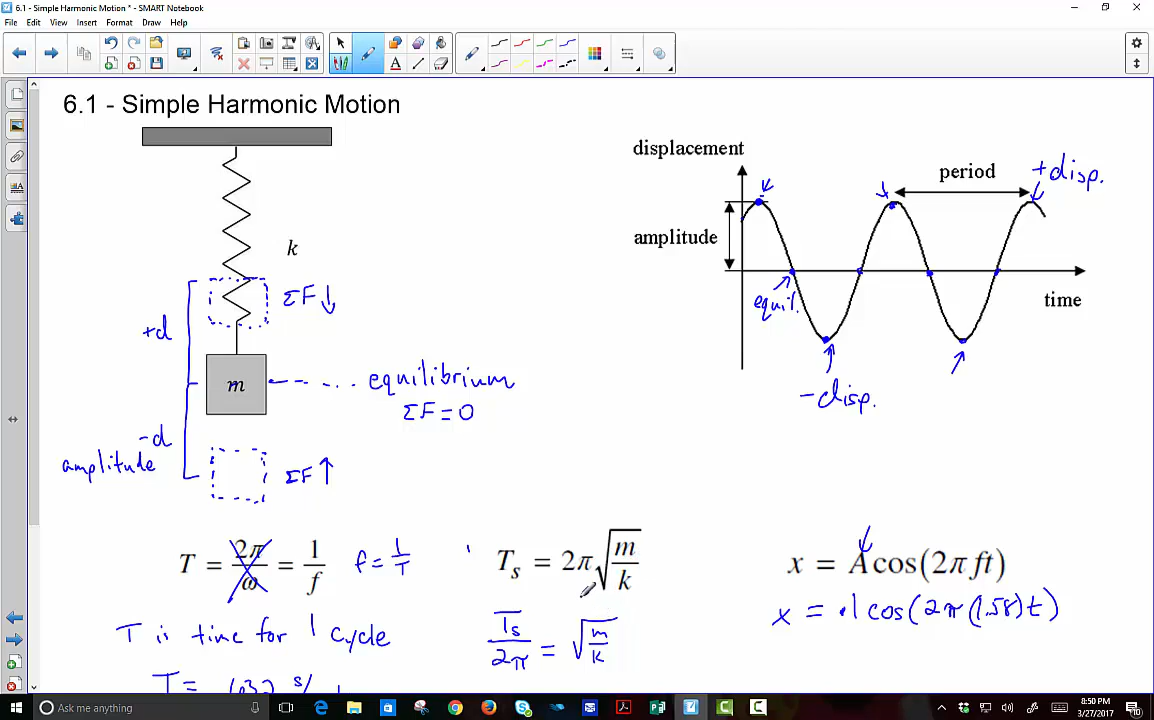 6.1 - Simple Harmonic Motion * - SMART Notebook
File Edit View Insert Format Draw Help
6.1 - Simple Harmonic Motion
displacement
period
+disp.
amplitude
k
ΣF↓
time
equil.
+d
m
equilibrium
-disp.
ΣF = 0
-d
amplitude
ΣF↑
T = 2π/ω = 1/f
f = 1/T
T_s = 2π√(m/k)
x = A cos(2π ft)
x = .1 cos(2π(1.58)t)
T is time for 1 cycle
T_s/2π = √(m/k)
Ask me anything
8:50 PM
3/27/2017